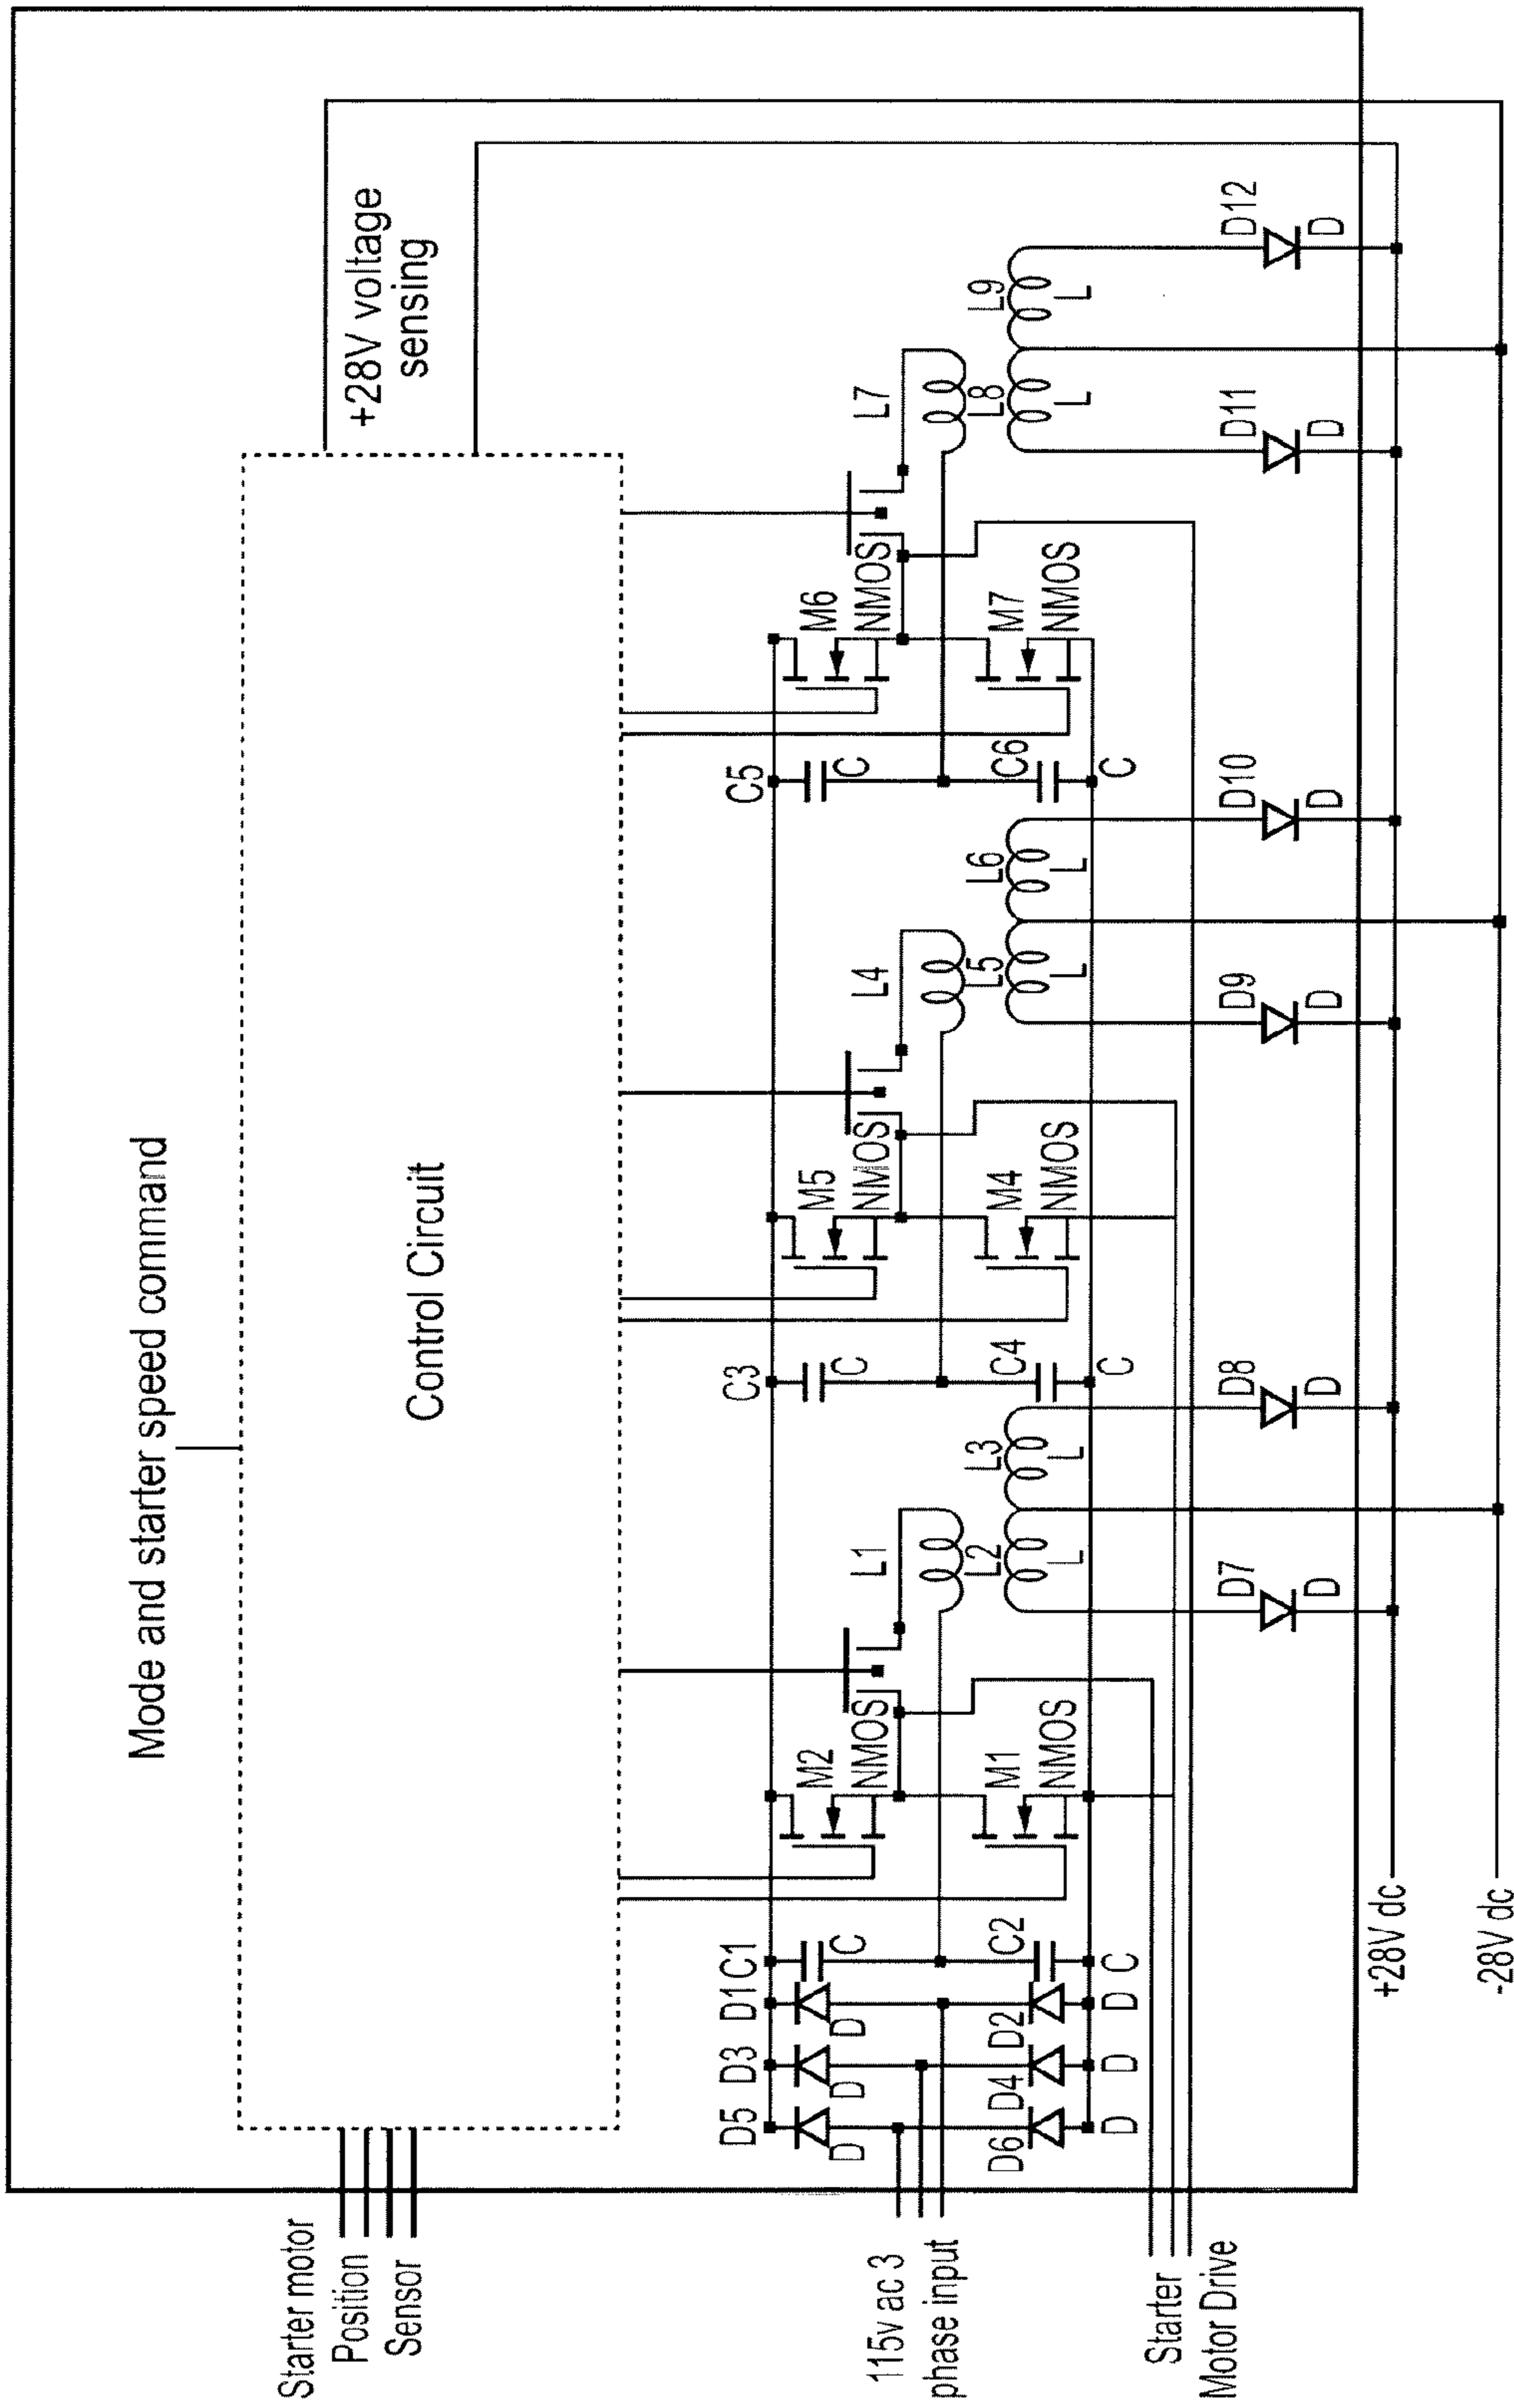 Mode and starter speed command
Control Circuit
+28V voltage
sensing
Starter motor
Position
Sensor
D5
D3
D1
C1
D
D
D
C
D6
D4
D2
C2
D
D
D
C
115v ac 3
phase input
M2
NMOS
M1
NMOS
L1
L2
L3
L
L
C3
C
C4
C
M5
NMOS
M4
NMOS
L4
L5
L6
L
L
C5
C
C6
C
M6
NMOS
M7
NMOS
L7
L8
L9
L
L
Starter
Motor Drive
D7
D
D8
D
D9
D
D10
D
D11
D
D12
D
+28V dc
-28V dc